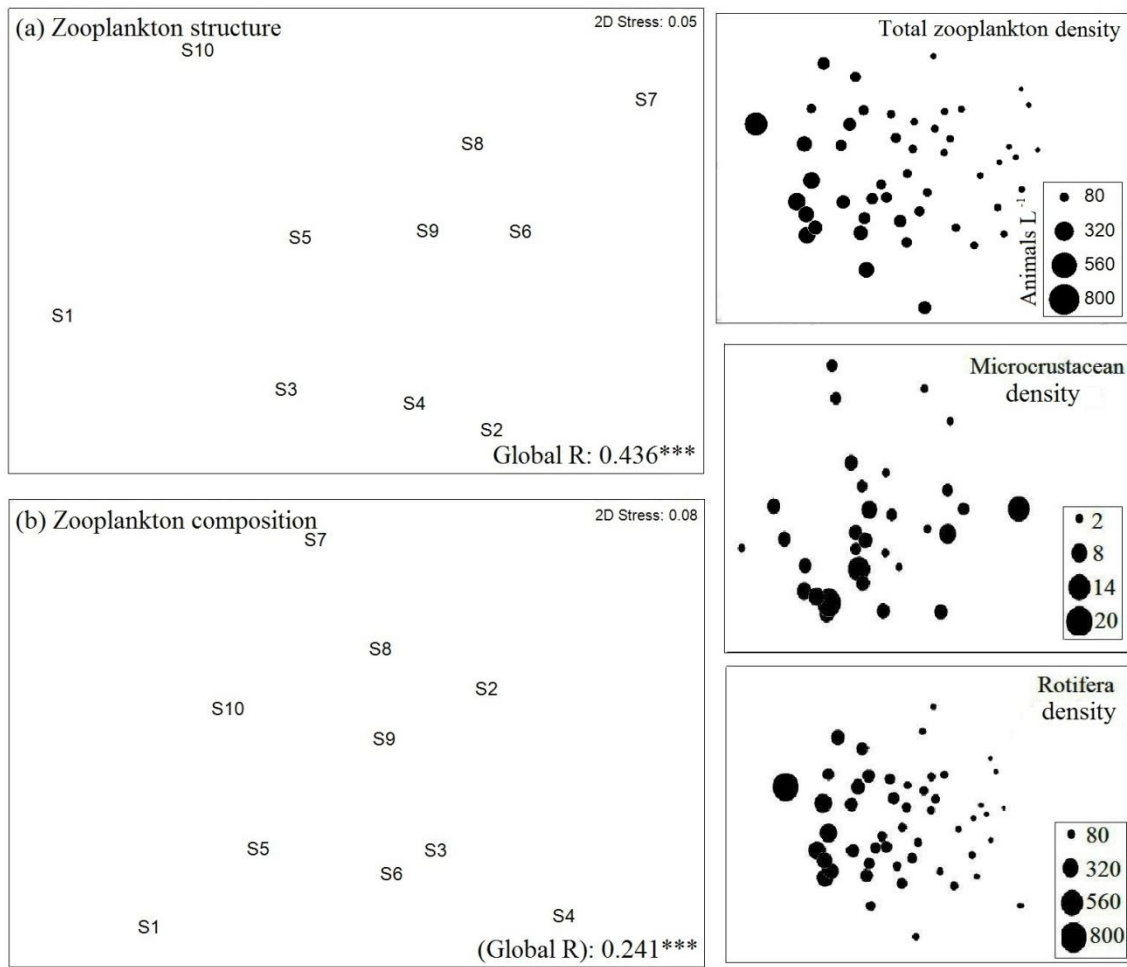 (a) Zooplankton structure
2D Stress: 0.05
S10
S7
S8
S5
S9
S6
S1
S3
S4
S2
Global R: 0.436***
(b) Zooplankton composition
2D Stress: 0.08
S7
S8
S2
S10
S9
S5
S3
S6
S1
S4
(Global R): 0.241***
Total zooplankton density
Animals L⁻¹
80
320
560
800
Microcrustacean
density
2
8
14
20
Rotifera
density
80
320
560
800